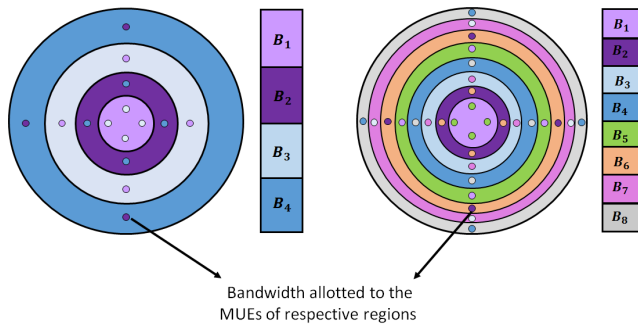 B₁
B₂
B₃
B₄
B₁
B₂
B₃
B₄
B₅
B₆
B₇
B₈
Bandwidth allotted to the
MUEs of respective regions